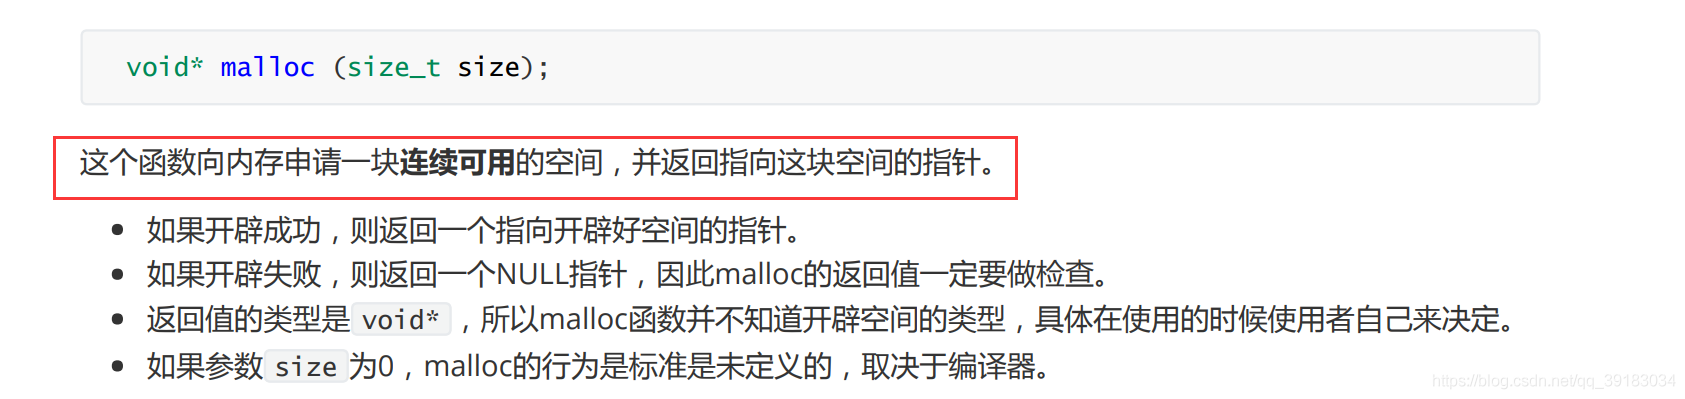 void* malloc (size_t size);
这个函数向内存申请一块连续可用的空间，并返回指向这块空间的指针。
如果开辟成功，则返回一个指向开辟好空间的指针。
如果开辟失败，则返回一个NULL指针，因此malloc的返回值一定要做检查。
返回值的类型是 void* ，所以malloc函数并不知道开辟空间的类型，具体在使用的时候使用者自己来决定。
如果参数 size 为0，malloc的行为是标准是未定义的，取决于编译器。
https://blog.csdn.net/qq_39183034